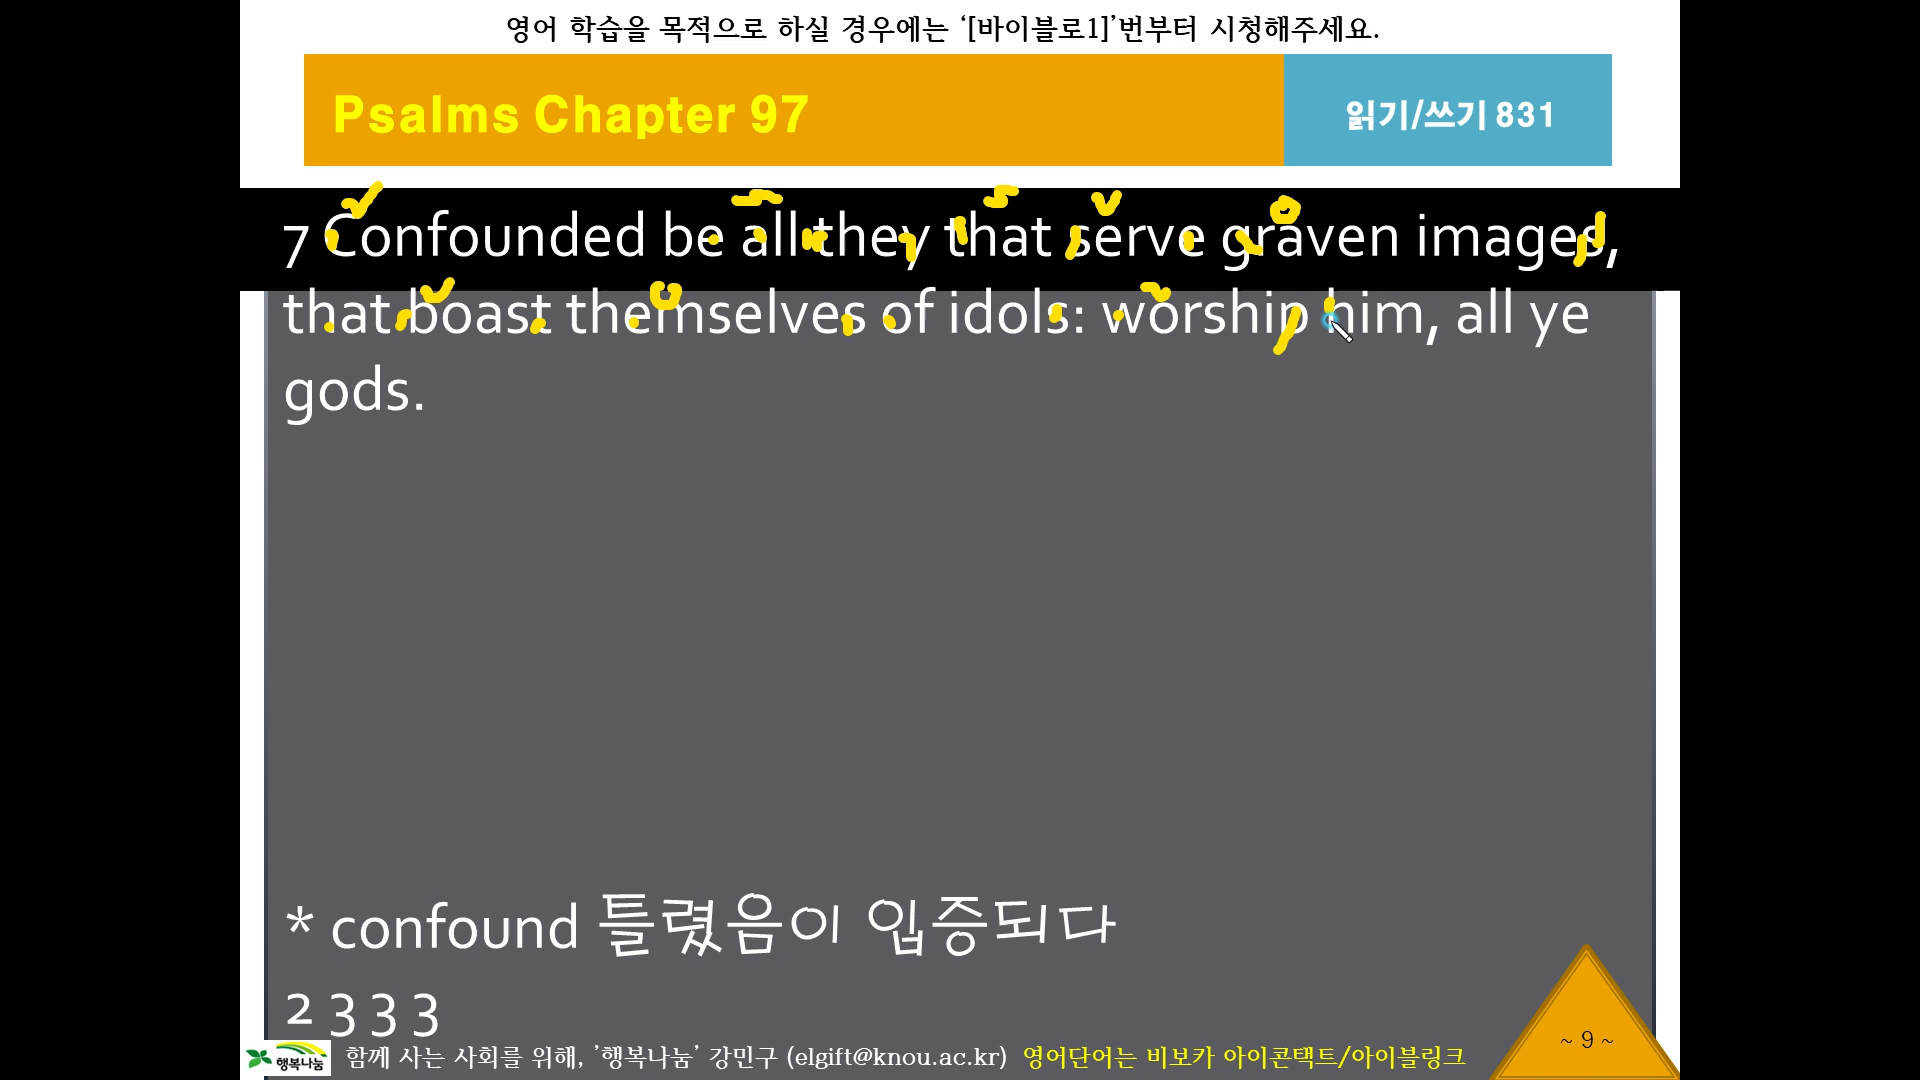 영어 학습을 목적으로 하실 경우에는 ‘[바이블로1]’번부터 시청해주세요.
Psalms Chapter 97
읽기/쓰기 831
7 Confounded be all they that serve graven images,
that boast themselves of idols: worship him, all ye
gods.
* confound 틀렸음이 입증되다
2 3 3 3
~ 9 ~
행복나눔 함께 사는 사회를 위해, ’행복나눔’ 강민구 (elgift@knou.ac.kr) 영어단어는 비보카 아이콘택트/아이블링크